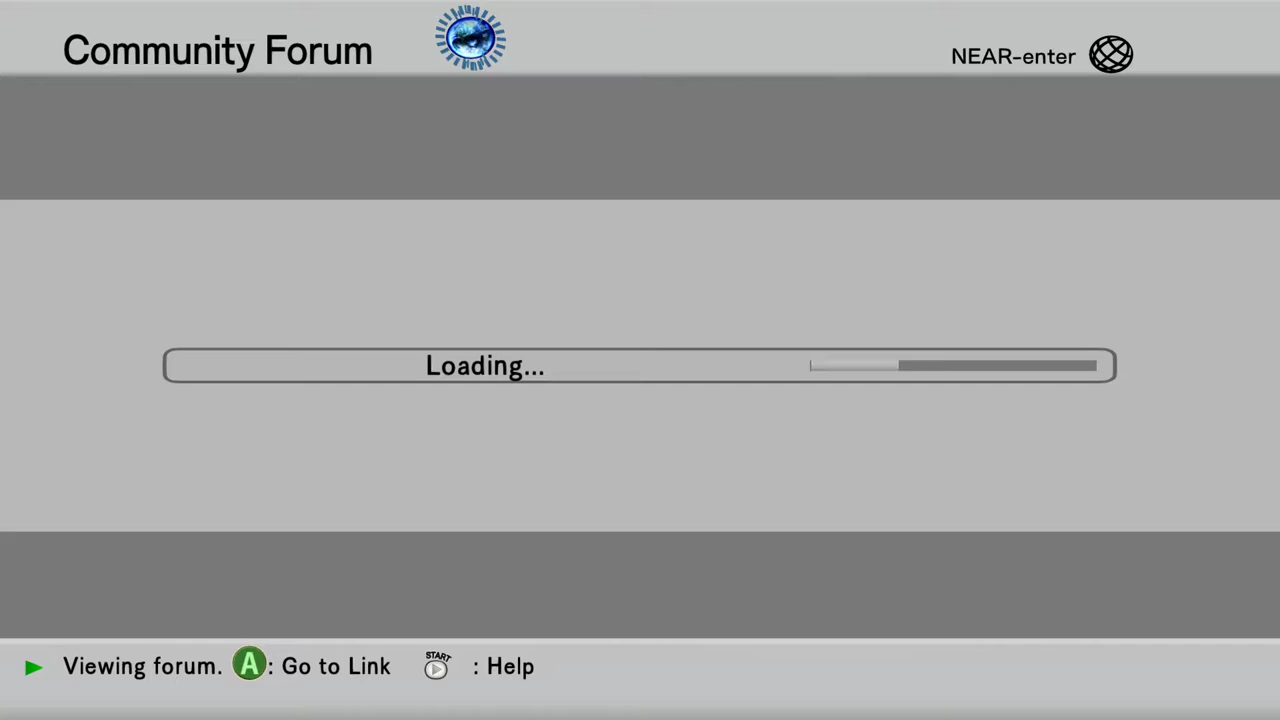 Community Forum
NEAR-enter
Loading...
Viewing forum. A : Go to Link START : Help